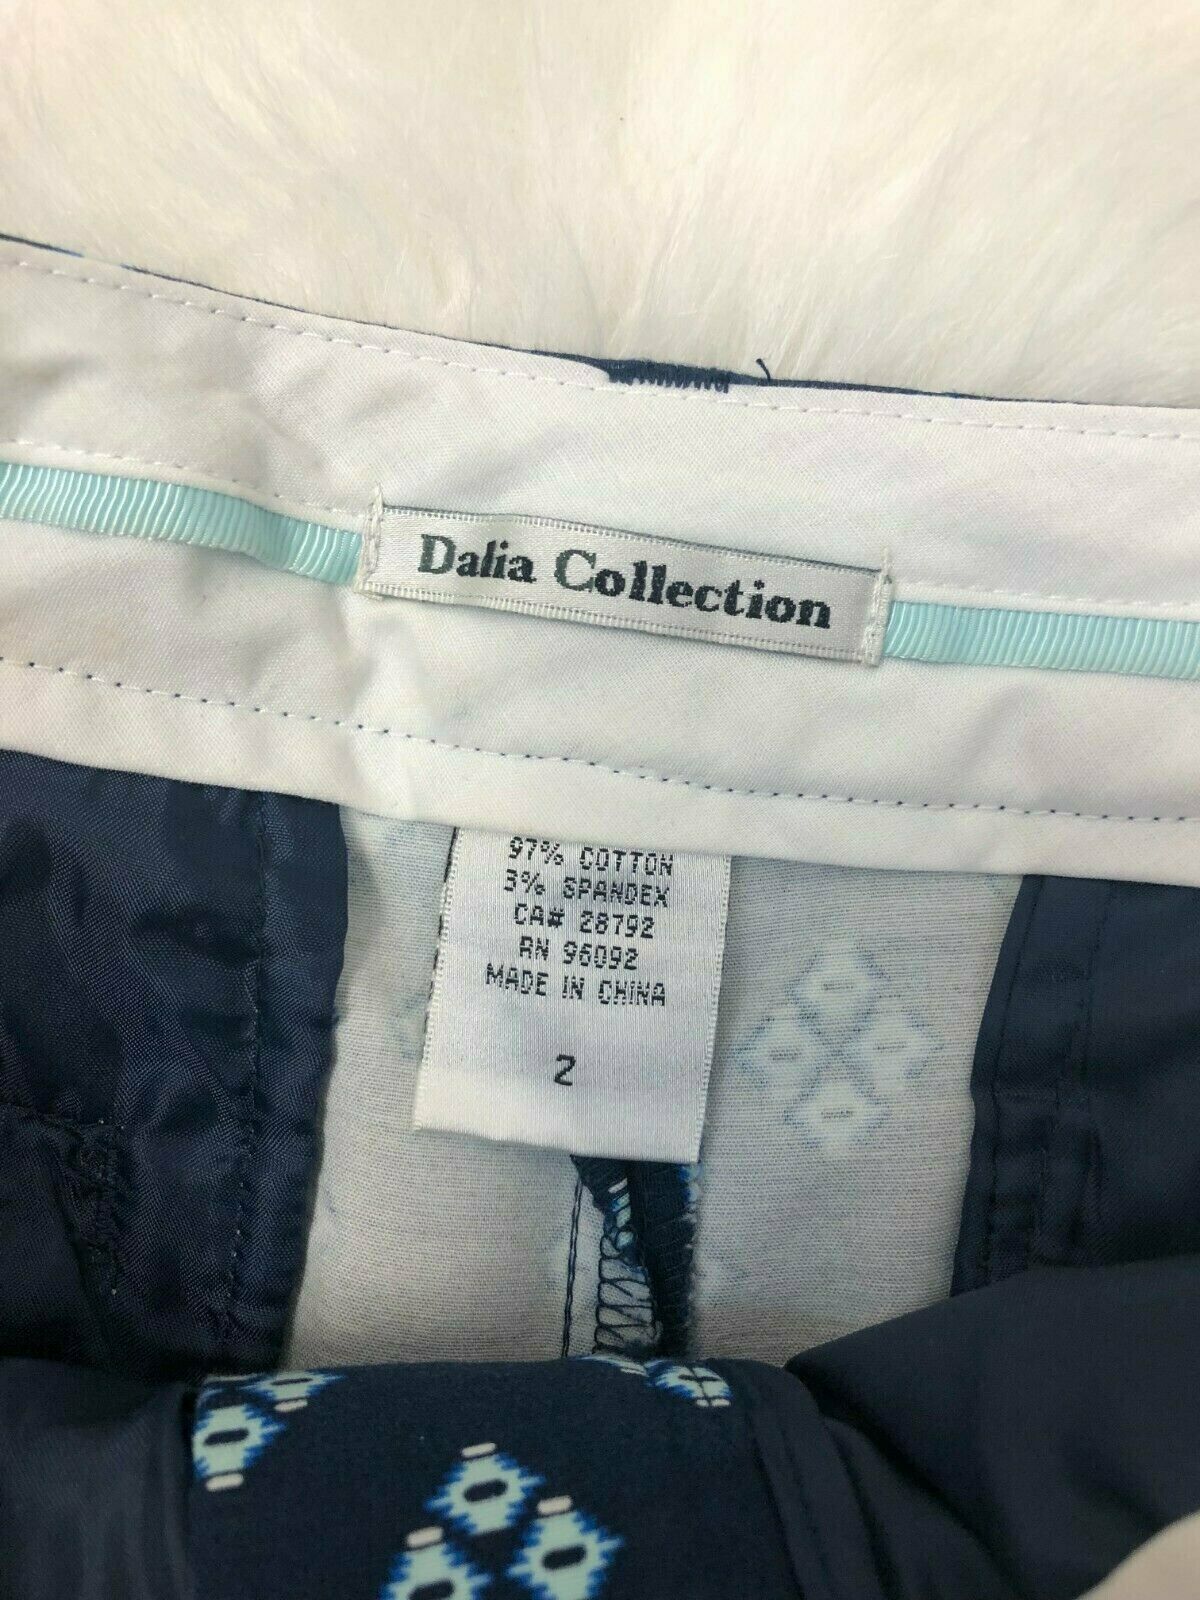 Dalia Collection
97% COTTON
3% SPANDEX
CA# 28792
RN 96092
MADE IN CHINA
2